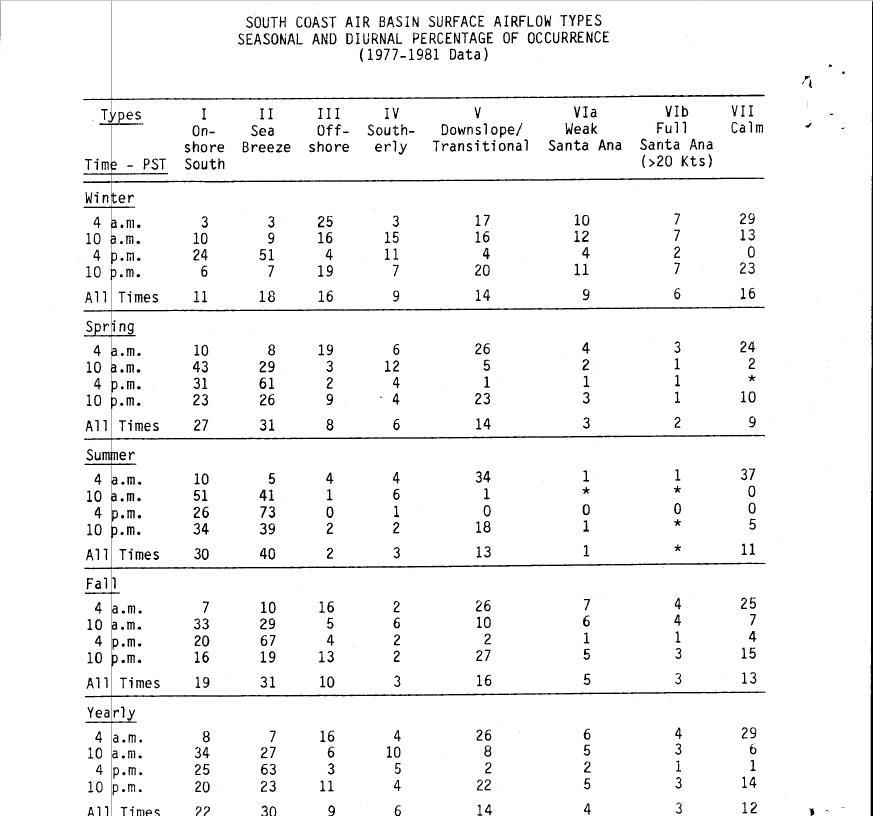 SOUTH COAST AIR BASIN SURFACE AIRFLOW TYPES
SEASONAL AND DIURNAL PERCENTAGE OF OCCURRENCE
(1977-1981 Data)
Types I II III IV V VIa VIb VII
On- Sea Off- South- Downslope/ Weak Full Calm
shore Breeze shore erly Transitional Santa Ana Santa Ana
Time - PST South (>20 Kts)
Winter
4 a.m. 3 3 25 3 17 10 7 29
10 a.m. 10 9 16 15 16 12 7 13
4 p.m. 24 51 4 11 4 4 2 0
10 p.m. 6 7 19 7 20 11 7 23
All Times 11 18 16 9 14 9 6 16
Spring
4 a.m. 10 8 19 6 26 4 3 24
10 a.m. 43 29 3 12 5 2 1 2
4 p.m. 31 61 2 4 1 1 1 *
10 p.m. 23 26 9 4 23 3 1 10
All Times 27 31 8 6 14 3 2 9
Summer
4 a.m. 10 5 4 4 34 1 1 37
10 a.m. 51 41 1 6 1 * * 0
4 p.m. 26 73 0 1 0 0 0 0
10 p.m. 34 39 2 2 18 1 * 5
All Times 30 40 2 3 13 1 * 11
Fall
4 a.m. 7 10 16 2 26 7 4 25
10 a.m. 33 29 5 6 10 6 4 7
4 p.m. 20 67 4 2 2 1 1 4
10 p.m. 16 19 13 2 27 5 3 15
All Times 19 31 10 3 16 5 3 13
Yearly
4 a.m. 8 7 16 4 26 6 4 29
10 a.m. 34 27 6 10 8 5 3 6
4 p.m. 25 63 3 5 2 2 1 1
10 p.m. 20 23 11 4 22 5 3 14
All Times 22 30 9 6 14 4 3 12